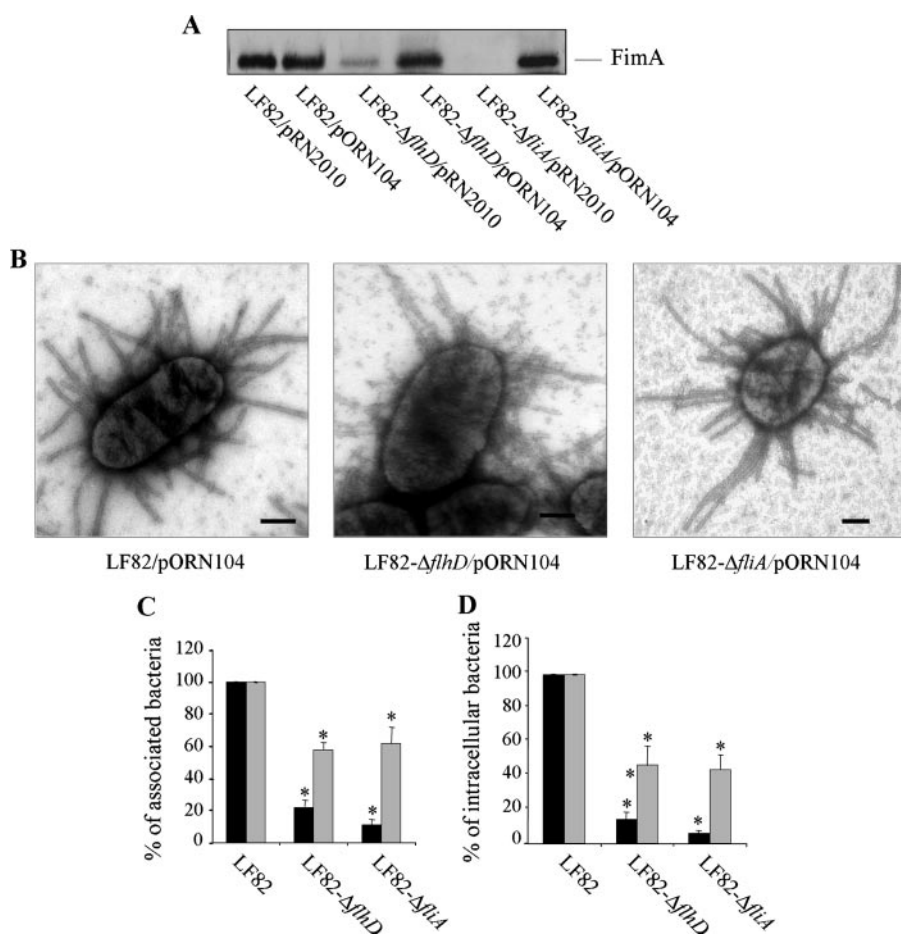 A
FimA
LF82/pRN2010
LF82/pORN104
LF82-ΔflhD/pRN2010
LF82-ΔflhD/pORN104
LF82-ΔfliA/pRN2010
LF82-ΔfliA/pORN104
B
LF82/pORN104
LF82-ΔflhD/pORN104
LF82-ΔfliA/pORN104
C
% of associated bacteria
120
100
80
60
40
20
0
*
*
*
*
LF82
LF82-ΔflhD
LF82-ΔfliA
D
% of intracellular bacteria
120
100
80
60
40
20
0
*
*
*
*
*
LF82
LF82-ΔflhD
LF82-ΔfliA